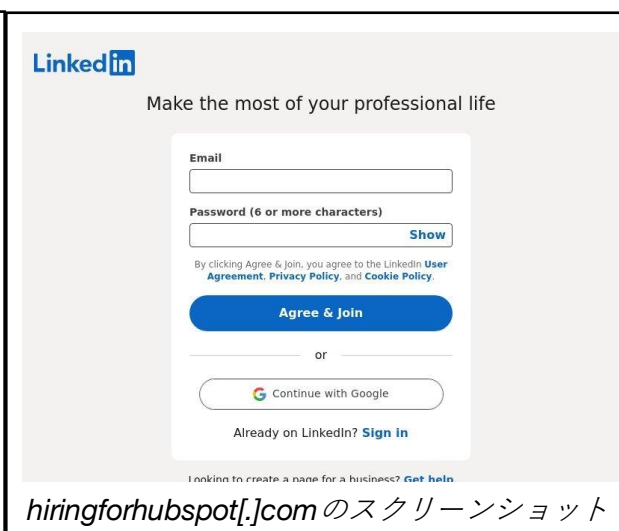 Linked in
Make the most of your professional life
Email
Password (6 or more characters)
Show
By clicking Agree & Join, you agree to the LinkedIn User
Agreement, Privacy Policy, and Cookie Policy.
Agree & Join
or
Continue with Google
Already on LinkedIn? Sign in
Looking to create a page for a business? Get help
hiringforhubspot[.]comのスクリーンショット